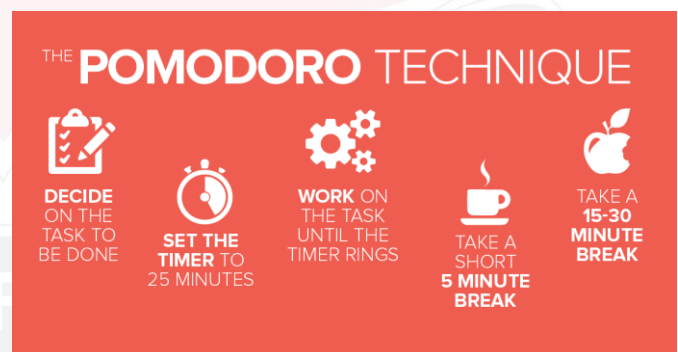 THE POMODORO TECHNIQUE
DECIDE
ON THE
TASK TO
BE DONE
SET THE
TIMER TO
25 MINUTES
WORK ON
THE TASK
UNTIL THE
TIMER RINGS
TAKE A
SHORT
5 MINUTE
BREAK
TAKE A
15-30
MINUTE
BREAK